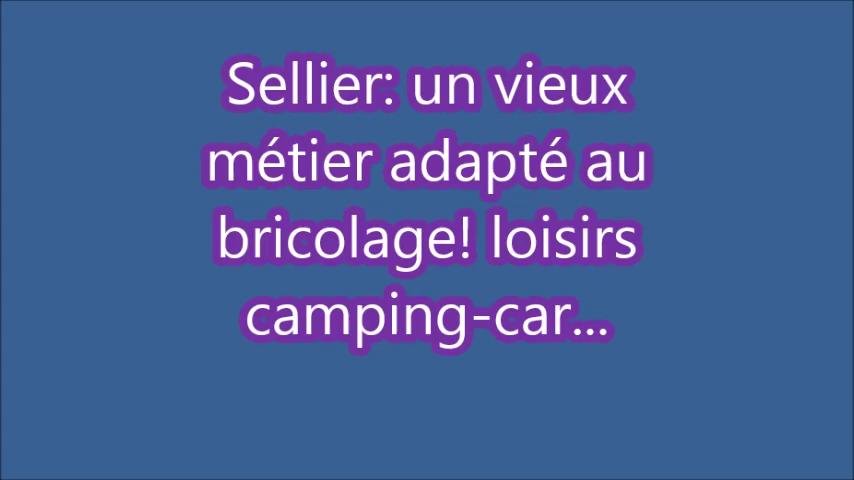 Sellier: un vieux
métier adapté au
bricolage! loisirs
camping-car...